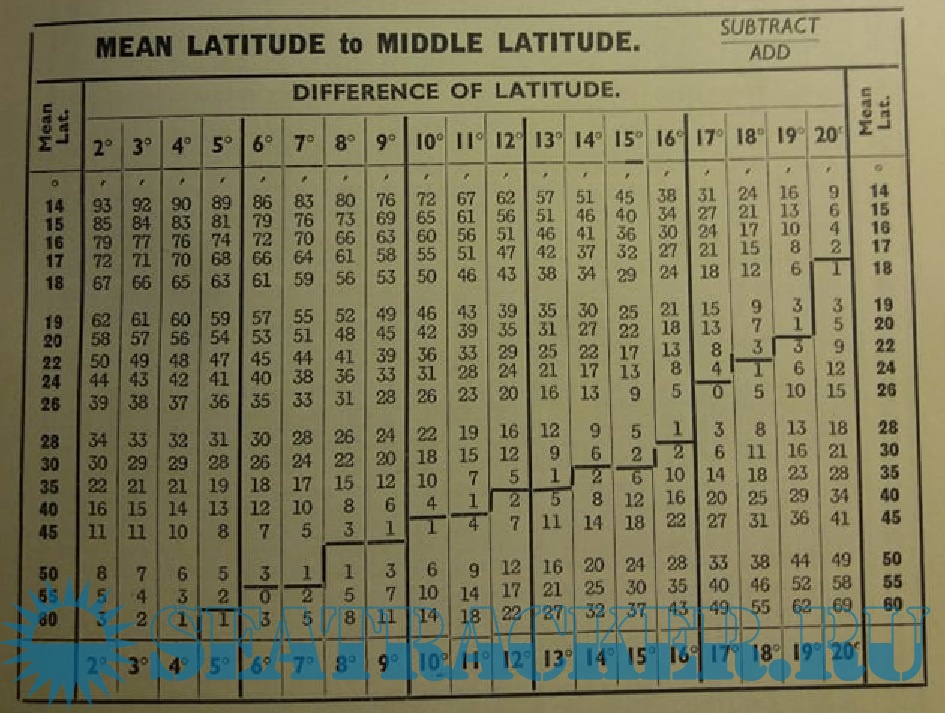 MEAN LATITUDE to MIDDLE LATITUDE. SUBTRACT
ADD
DIFFERENCE OF LATITUDE.
Mean Lat. 2° 3° 4° 5° 6° 7° 8° 9° 10° 11° 12° 13° 14° 15° 16° 17° 18° 19° 20° Mean Lat.
° ′ ′ ′ ′ ′ ′ ′ ′ ′ ′ ′ ′ ′ ′ ′ ′ ′ ′ ′ °
14 93 92 90 89 86 83 80 76 72 67 62 57 51 45 38 31 24 16 9 14
15 85 84 83 81 79 76 73 69 65 61 56 51 46 40 34 27 21 13 6 15
16 79 77 76 74 72 70 66 63 60 56 51 46 41 36 30 24 17 10 4 16
17 72 71 70 68 66 64 61 58 55 51 47 42 37 32 27 21 15 8 2 17
18 67 66 65 63 61 59 56 53 50 46 43 38 34 29 24 18 12 6 1 18
19 62 61 60 59 57 55 52 49 46 43 39 35 30 25 21 15 9 3 3 19
20 58 57 56 54 53 51 48 45 42 39 35 31 27 22 18 13 7 1 5 20
22 50 49 48 47 45 44 41 39 36 33 29 25 22 17 13 8 3 3 9 22
24 44 43 42 41 40 38 36 33 31 28 24 21 17 13 8 4 1 6 12 24
26 39 38 37 36 35 33 31 28 26 23 20 16 13 9 5 0 5 10 15 26
28 34 33 32 31 30 28 26 24 22 19 16 12 9 5 1 3 8 13 18 28
30 30 29 29 28 26 24 22 20 18 15 12 9 6 2 2 6 11 16 21 30
35 22 21 21 19 18 17 15 12 10 7 5 1 2 6 10 14 18 23 28 35
40 16 15 14 13 12 10 8 6 4 1 2 5 8 12 16 20 25 29 34 40
45 11 11 10 8 7 5 3 1 1 4 7 11 14 18 22 27 31 36 41 45
50 8 7 6 5 3 1 1 3 6 9 12 16 20 24 28 33 38 44 49 50
55 5 4 3 2 0 2 5 7 10 14 17 21 25 30 35 40 46 52 58 55
60 3 2 1 1 3 5 8 11 14 18 22 27 32 37 43 49 55 62 69 60
2° 3° 4° 5° 6° 7° 8° 9° 10° 11° 12° 13° 14° 15° 16° 17° 18° 19° 20°
SEATRACKER.RU